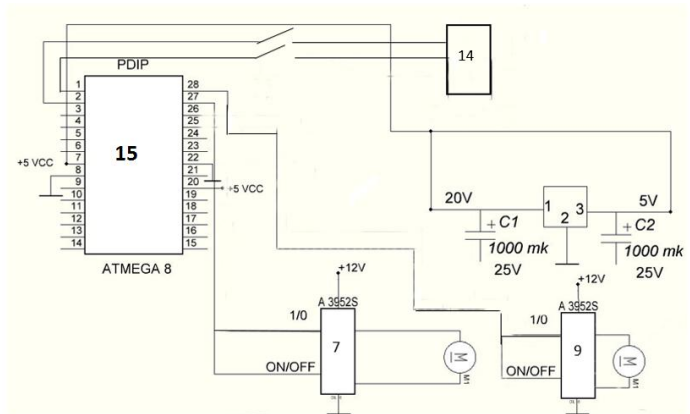 14
PDIP
1 28
2 27
3 26
4 25
5 24
6 23
7 22
8 21
9 20
10 19
11 18
12 17
13 16
14 15
15
+5 VCC
+5 VCC
ATMEGA 8
20V
1 2 3
5V
+ C1
1000 mk
25V
+ C2
1000 mk
25V
+12V
A 3952S
1/0
7
ON/OFF
M
M1
+12V
A 3952S
1/0
9
ON/OFF
M
M1